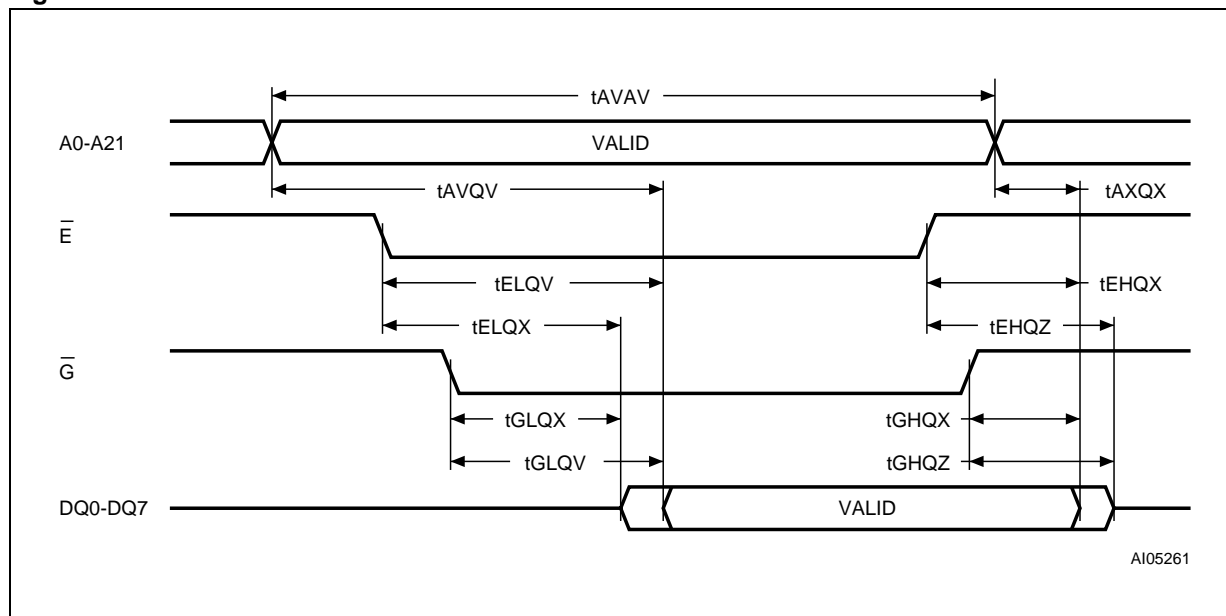 tAVAV
A0-A21 VALID
tAVQV tAXQX
E
tELQV tEHQX
tELQX tEHQZ
G
tGLQX tGHQX
tGLQV tGHQZ
DQ0-DQ7 VALID
AI05261